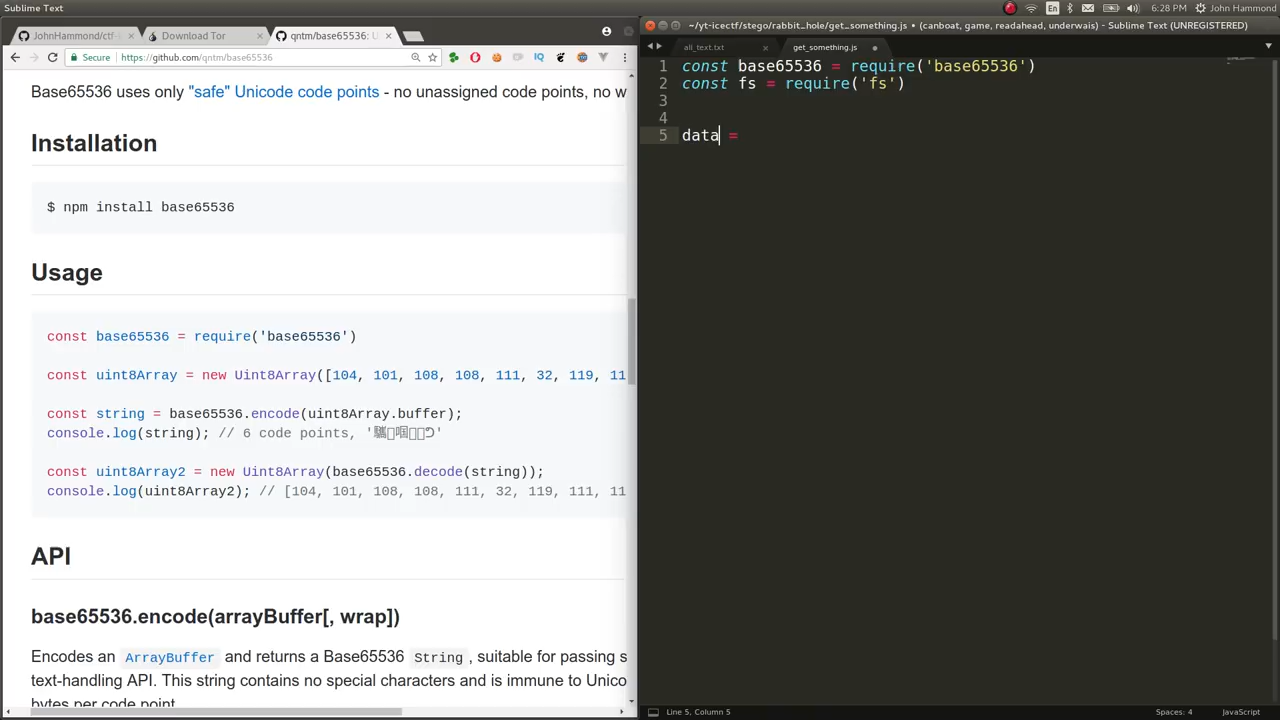 Sublime Text
6:28 PM
John Hammond
JohnHammond/ctf-
Download Tor
qntm/base65536: U
Secure
https://github.com/qntm/base65536
Base65536 uses only "safe" Unicode code points - no unassigned code points, no w
Installation
$ npm install base65536
Usage
const base65536 = require('base65536')
const uint8Array = new Uint8Array([104, 101, 108, 108, 111, 32, 119, 11
const string = base65536.encode(uint8Array.buffer);
console.log(string); // 6 code points, '
const uint8Array2 = new Uint8Array(base65536.decode(string));
console.log(uint8Array2); // [104, 101, 108, 108, 111, 32, 119, 111, 11
API
base65536.encode(arrayBuffer[, wrap])
Encodes an ArrayBuffer and returns a Base65536 String, suitable for passing s
text-handling API. This string contains no special characters and is immune to Unico
bytes per code point.
~/yt-icectf/stego/rabbit_hole/get_something.js • (canboat, game, readahead, underwais) - Sublime Text (UNREGISTERED)
all_text.txt
get_something.js
1 const base65536 = require('base65536')
2 const fs = require('fs')
3
4
5 data =
Line 5, Column 5
Spaces: 4
JavaScript